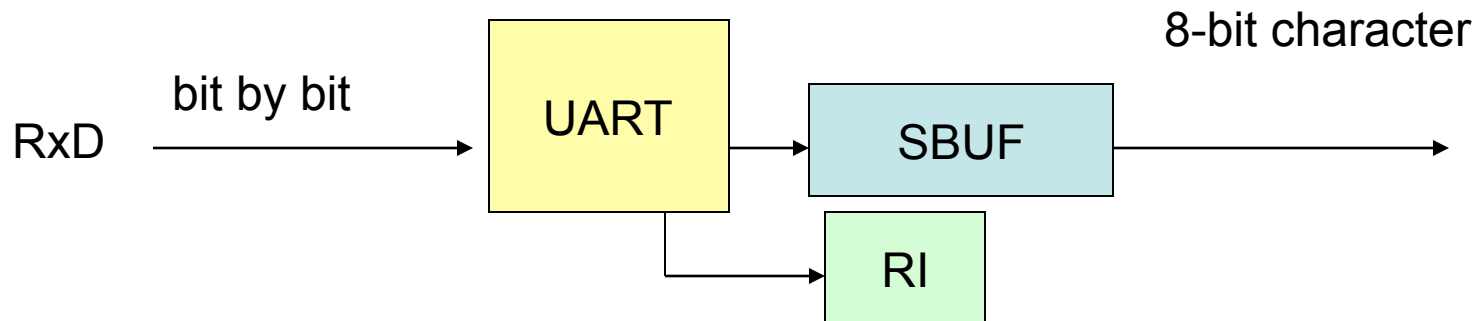 8-bit character
bit by bit
RxD
UART
SBUF
RI